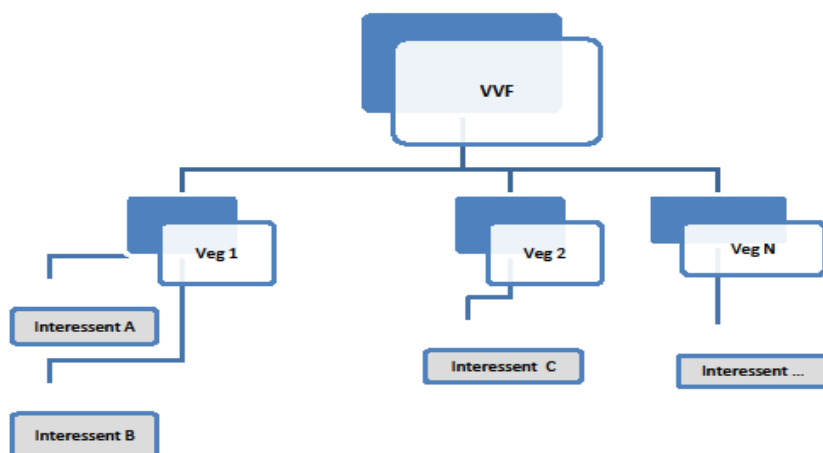 VVF
Veg 1
Veg 2
Veg N
Interessent A
Interessent C
Interessent ...
Interessent B